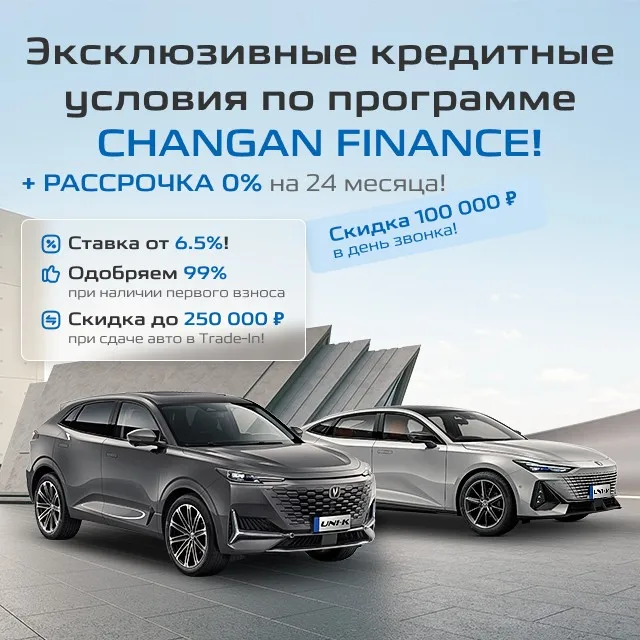 Эксклюзивные кредитные
условия по программе
CHANGAN FINANCE!
+ РАССРОЧКА 0% на 24 месяца!
Скидка 100 000 ₽
в день звонка!
Ставка от 6.5%!
Одобряем 99%
при наличии первого взноса
Скидка до 250 000 ₽
при сдаче авто в Trade-In!
UNI-K
UNI-V